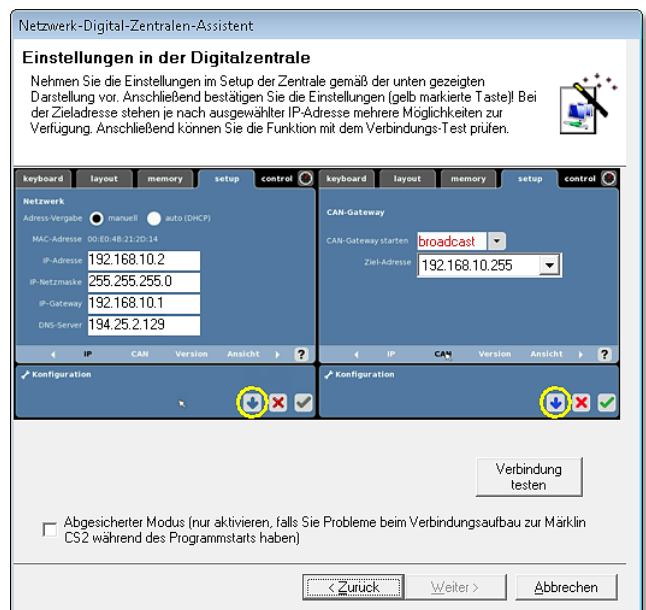 Netzwerk-Digital-Zentralen-Assistent
Einstellungen in der Digitalzentrale
Nehmen Sie die Einstellungen im Setup der Zentrale gemäß der unten gezeigten
Darstellung vor. Anschließend bestätigen Sie die Einstellungen (gelb markierte Taste)! Bei
der Zieladresse stehen je nach ausgewählter IP-Adresse mehrere Möglichkeiten zur
Verfügung. Anschließend können Sie die Funktion mit dem Verbindungs-Test prüfen.
keyboard layout memory setup control
Netzwerk
Adress-Vergabe manuell auto (DHCP)
MAC-Adresse 00:E0:4B:21:2D:14
IP-Adresse 192.168.10.2
IP-Netzmaske 255.255.255.0
IP-Gateway 192.168.10.1
DNS-Server 194.25.2.129
IP CAN Version Ansicht ?
Konfiguration
keyboard layout memory setup control
CAN-Gateway
CAN-Gateway starten broadcast
Ziel-Adresse 192.168.10.255
IP CAN Version Ansicht ?
Konfiguration
Verbindung
testen
Abgesicherter Modus (nur aktivieren, falls Sie Probleme beim Verbindungsaufbau zur Märklin
CS2 während des Programmstarts haben)
< Zurück Weiter > Abbrechen